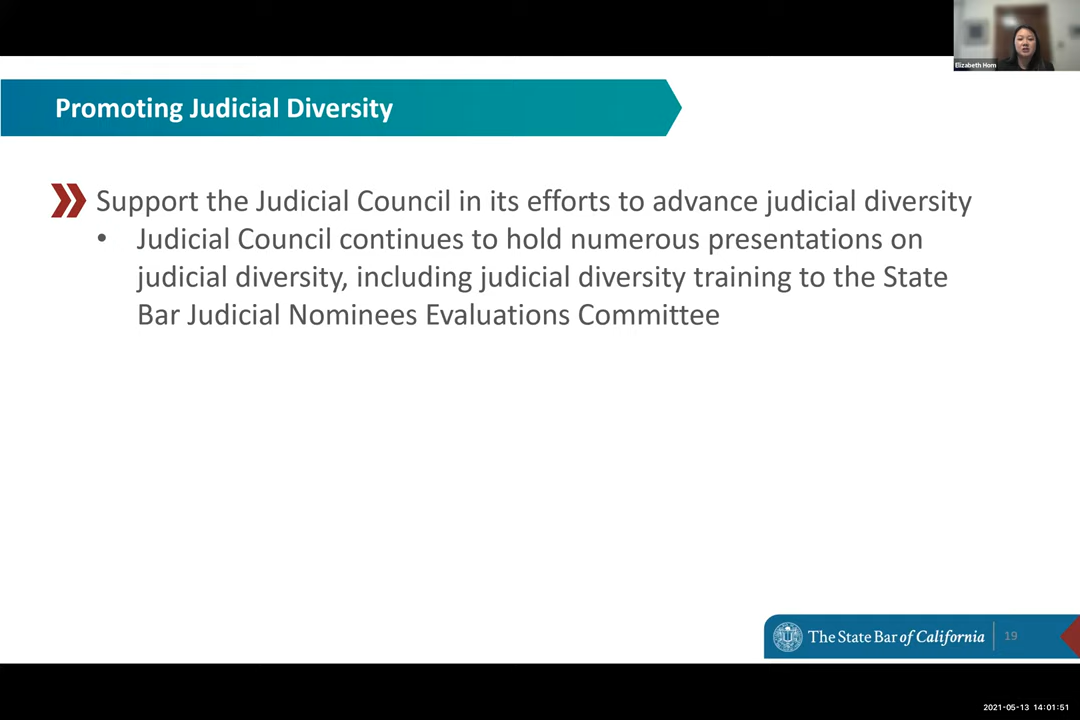 Elizabeth Hom
Promoting Judicial Diversity
Support the Judicial Council in its efforts to advance judicial diversity
• Judicial Council continues to hold numerous presentations on
judicial diversity, including judicial diversity training to the State
Bar Judicial Nominees Evaluations Committee
The State Bar of California 19
2021-05-13 14:01:51